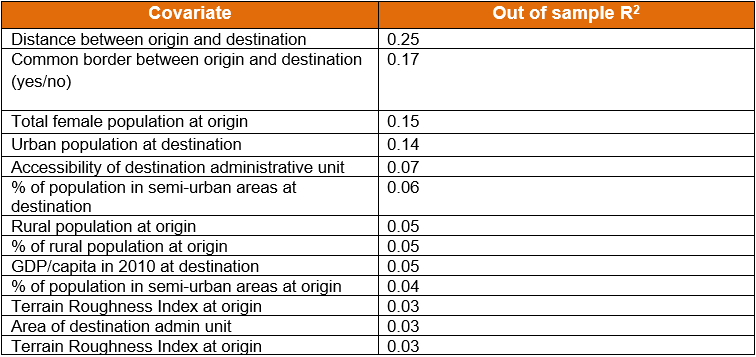 Covariate Out of sample R²
Distance between origin and destination 0.25
Common border between origin and destination 0.17
(yes/no)
Total female population at origin 0.15
Urban population at destination 0.14
Accessibility of destination administrative unit 0.07
% of population in semi-urban areas at 0.06
destination
Rural population at origin 0.05
% of rural population at origin 0.05
GDP/capita in 2010 at destination 0.05
% of population in semi-urban areas at origin 0.04
Terrain Roughness Index at origin 0.03
Area of destination admin unit 0.03
Terrain Roughness Index at origin 0.03